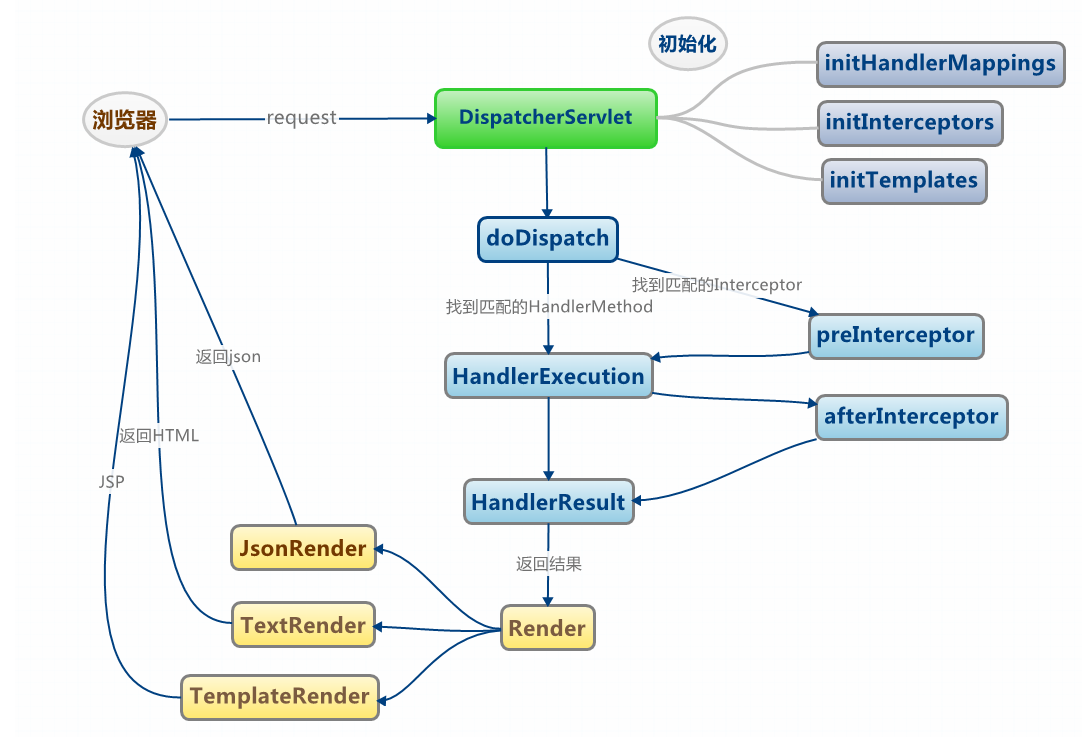 初始化
initHandlerMappings
浏览器
request
DispatcherServlet
initInterceptors
initTemplates
doDispatch
找到匹配的Interceptor
找到匹配的HandlerMethod
preInterceptor
返回json
HandlerExecution
afterInterceptor
返回HTML
JSP
HandlerResult
JsonRender
返回结果
TextRender
Render
TemplateRender